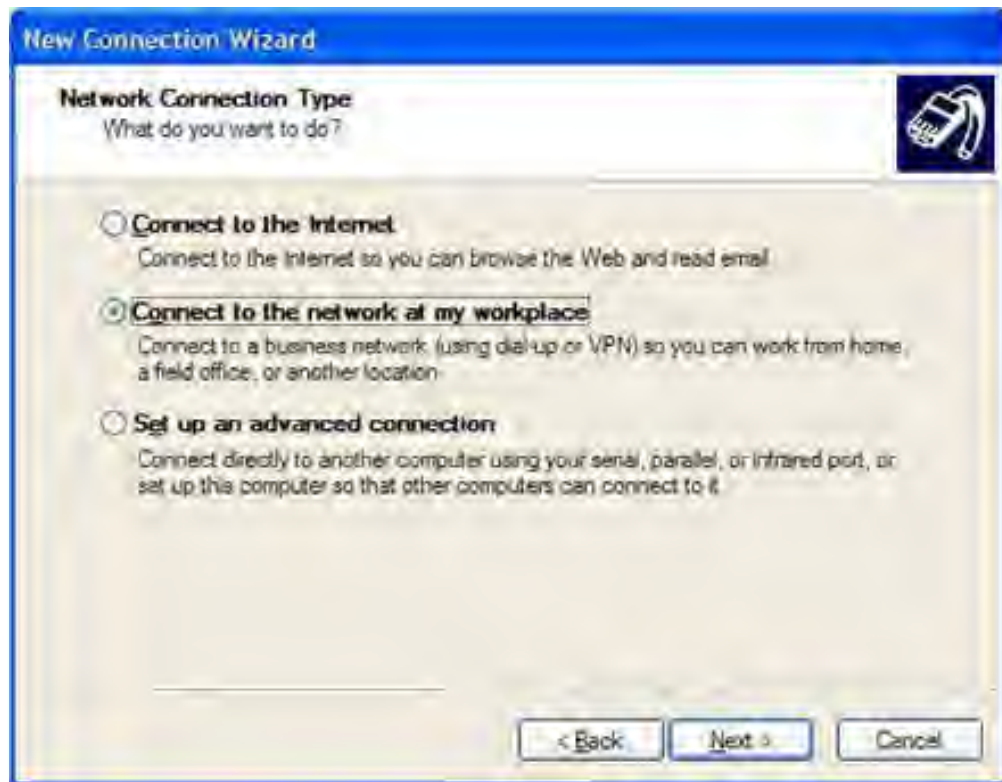 New Connection Wizard
Network Connection Type
What do you want to do?
Connect to the Internet
Connect to the Internet so you can browse the Web and read email.
Connect to the network at my workplace
Connect to a business network (using dial-up or VPN) so you can work from home,
a field office, or another location.
Set up an advanced connection
Connect directly to another computer using your serial, parallel, or infrared port, or
set up this computer so that other computers can connect to it.
< Back
Next >
Cancel